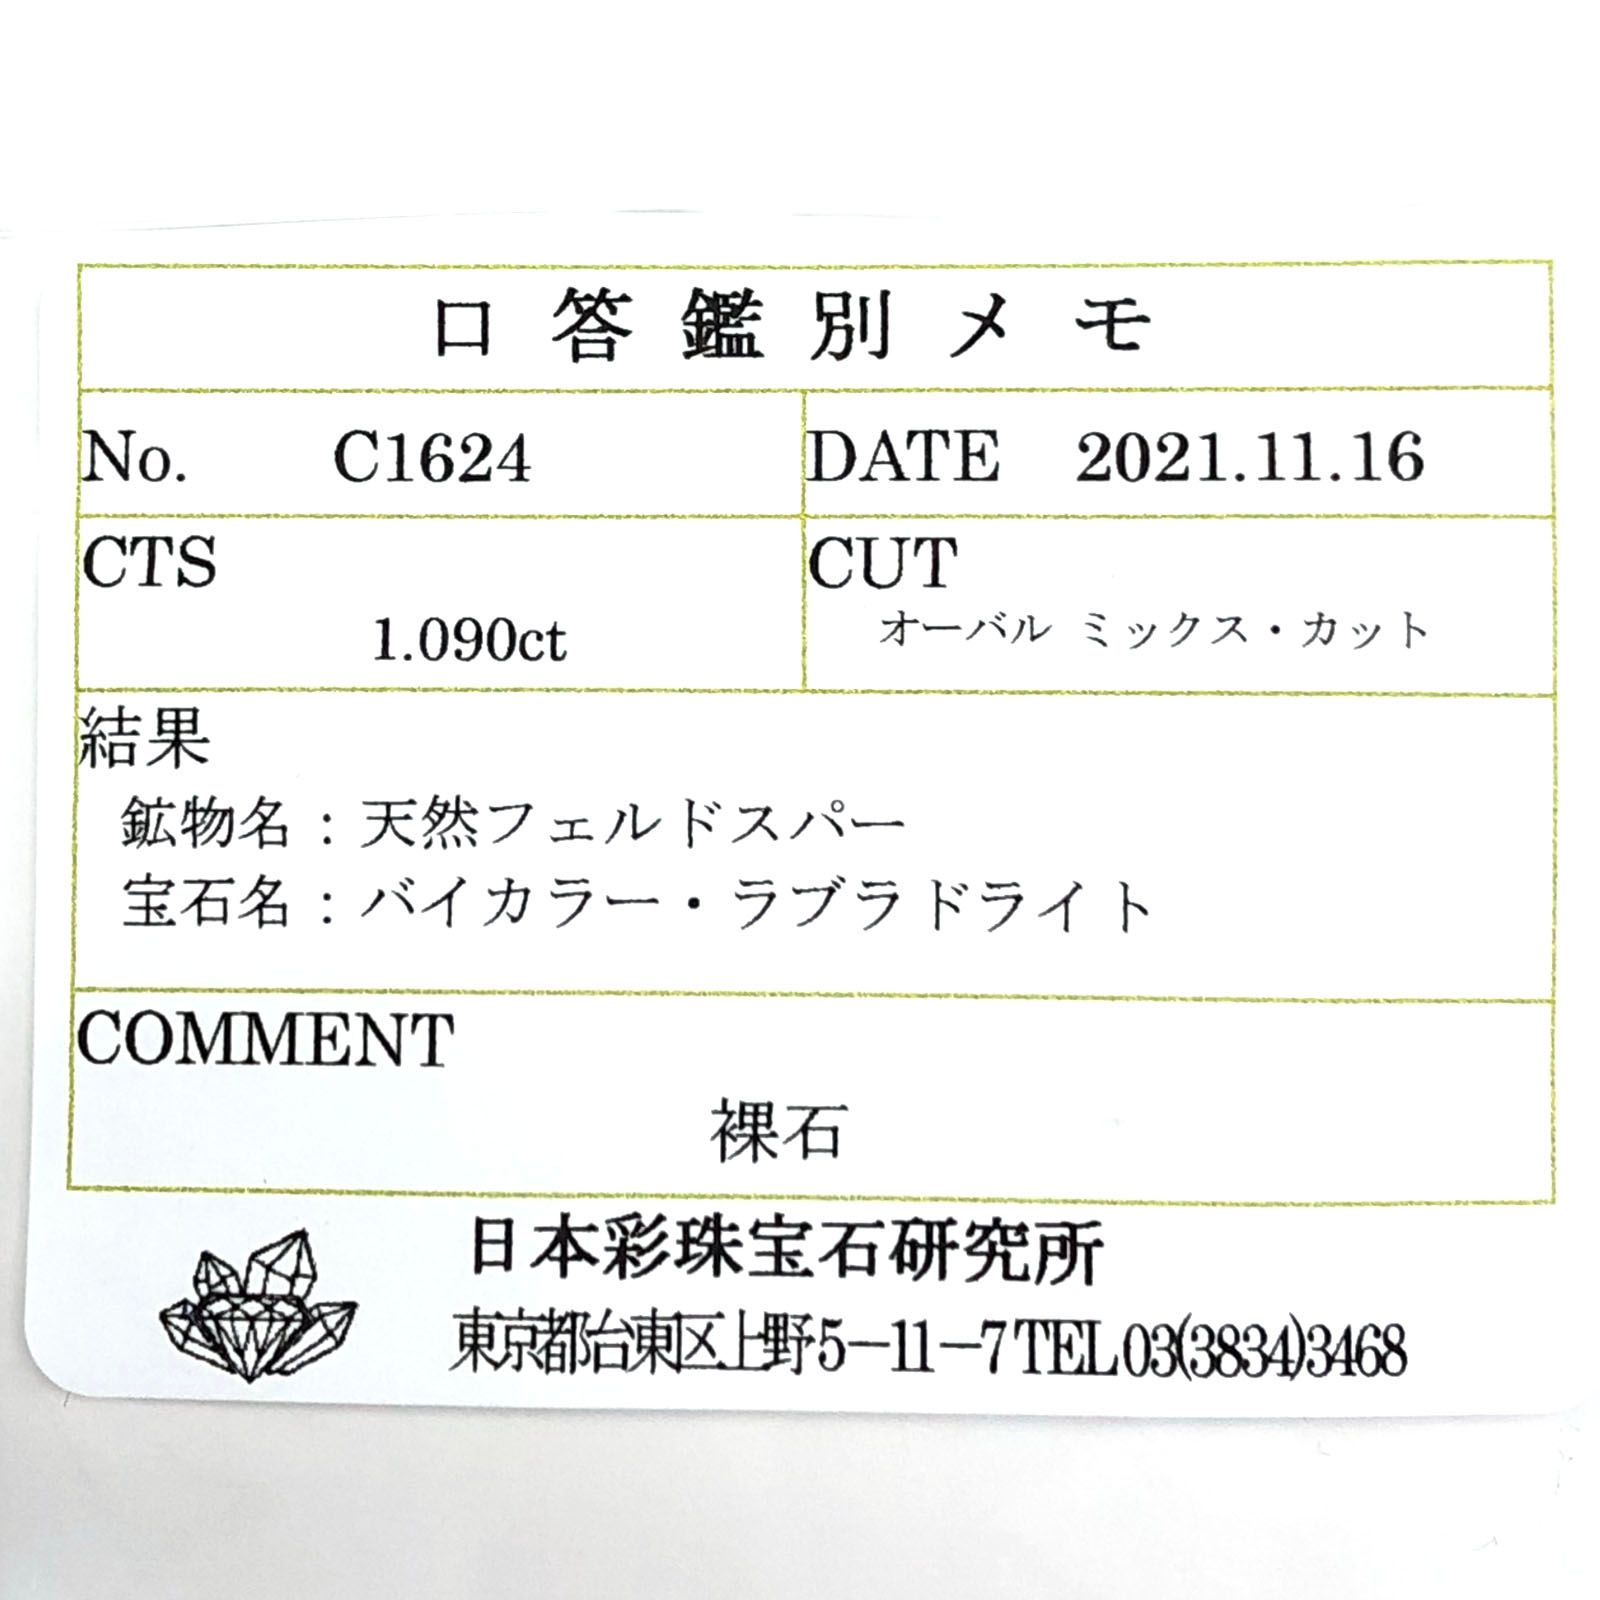 口答鑑別メモ
No. C1624 DATE 2021.11.16
CTS CUT
1.090ct オーバル ミックス・カット
結果
鉱物名：天然フェルドスパー
宝石名：バイカラー・ラブラドライト
COMMENT
裸石
日本彩珠宝石研究所
東京都台東区上野5-11-7 TEL 03(3834)3468